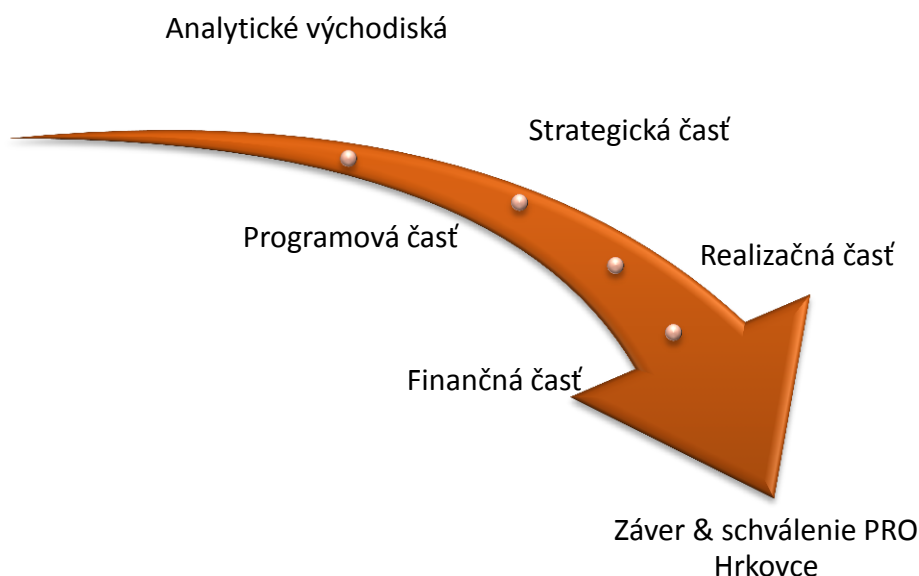 Analytické východiská
Strategická časť
Programová časť
Realizačná časť
Finančná časť
Záver & schválenie PRO
Hrkovce